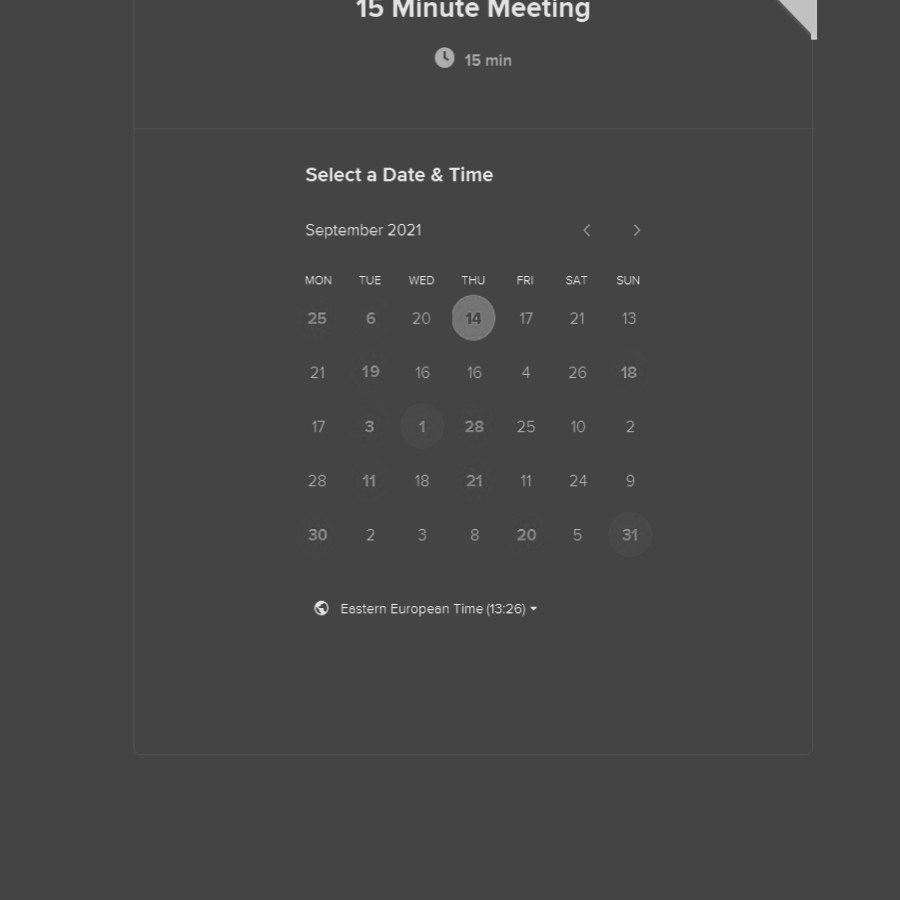 15 Minute Meeting
15 min
Select a Date & Time
September 2021
MON TUE WED THU FRI SAT SUN
25 6 20 14 17 21 13
21 19 16 16 4 26 18
17 3 1 28 25 10 2
28 11 18 21 11 24 9
30 2 3 8 20 5 31
Eastern European Time (13:26)